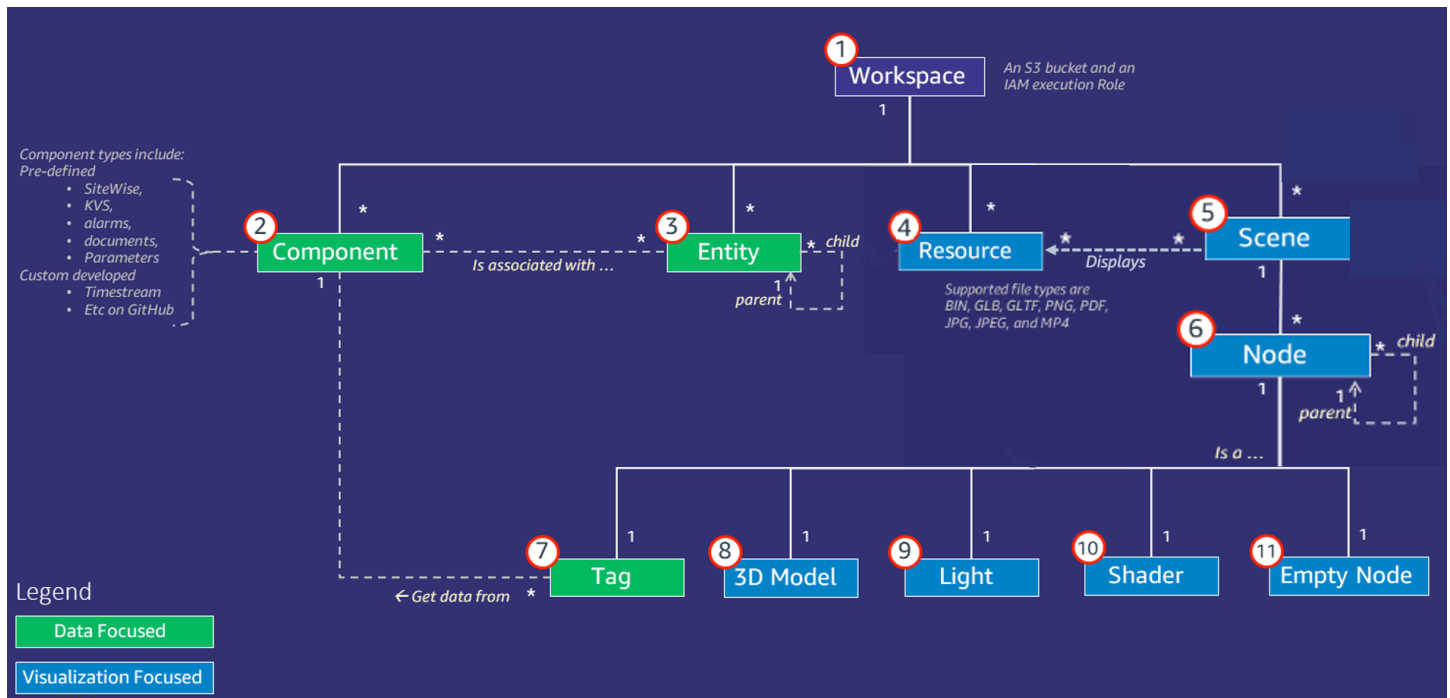 1
Workspace
An S3 bucket and an
IAM execution Role
1
Component types include:
Pre-defined
• SiteWise,
• KVS,
• alarms,
• documents,
• Parameters
Custom developed
• Timestream
• Etc on GitHub
2
Component
*
*
1
Is associated with ...
3
Entity
*
*
* child
1
parent
4
Resource
*
*
Supported file types are
BIN, GLB, GLTF, PNG, PDF,
JPG, JPEG, and MP4
Displays
5
Scene
*
*
1
6
Node
*
* child
1
1
parent
Is a ...
7
Tag
1
*
← Get data from
8
3D Model
1
9
Light
1
10
Shader
1
11
Empty Node
1
Legend
Data Focused
Visualization Focused